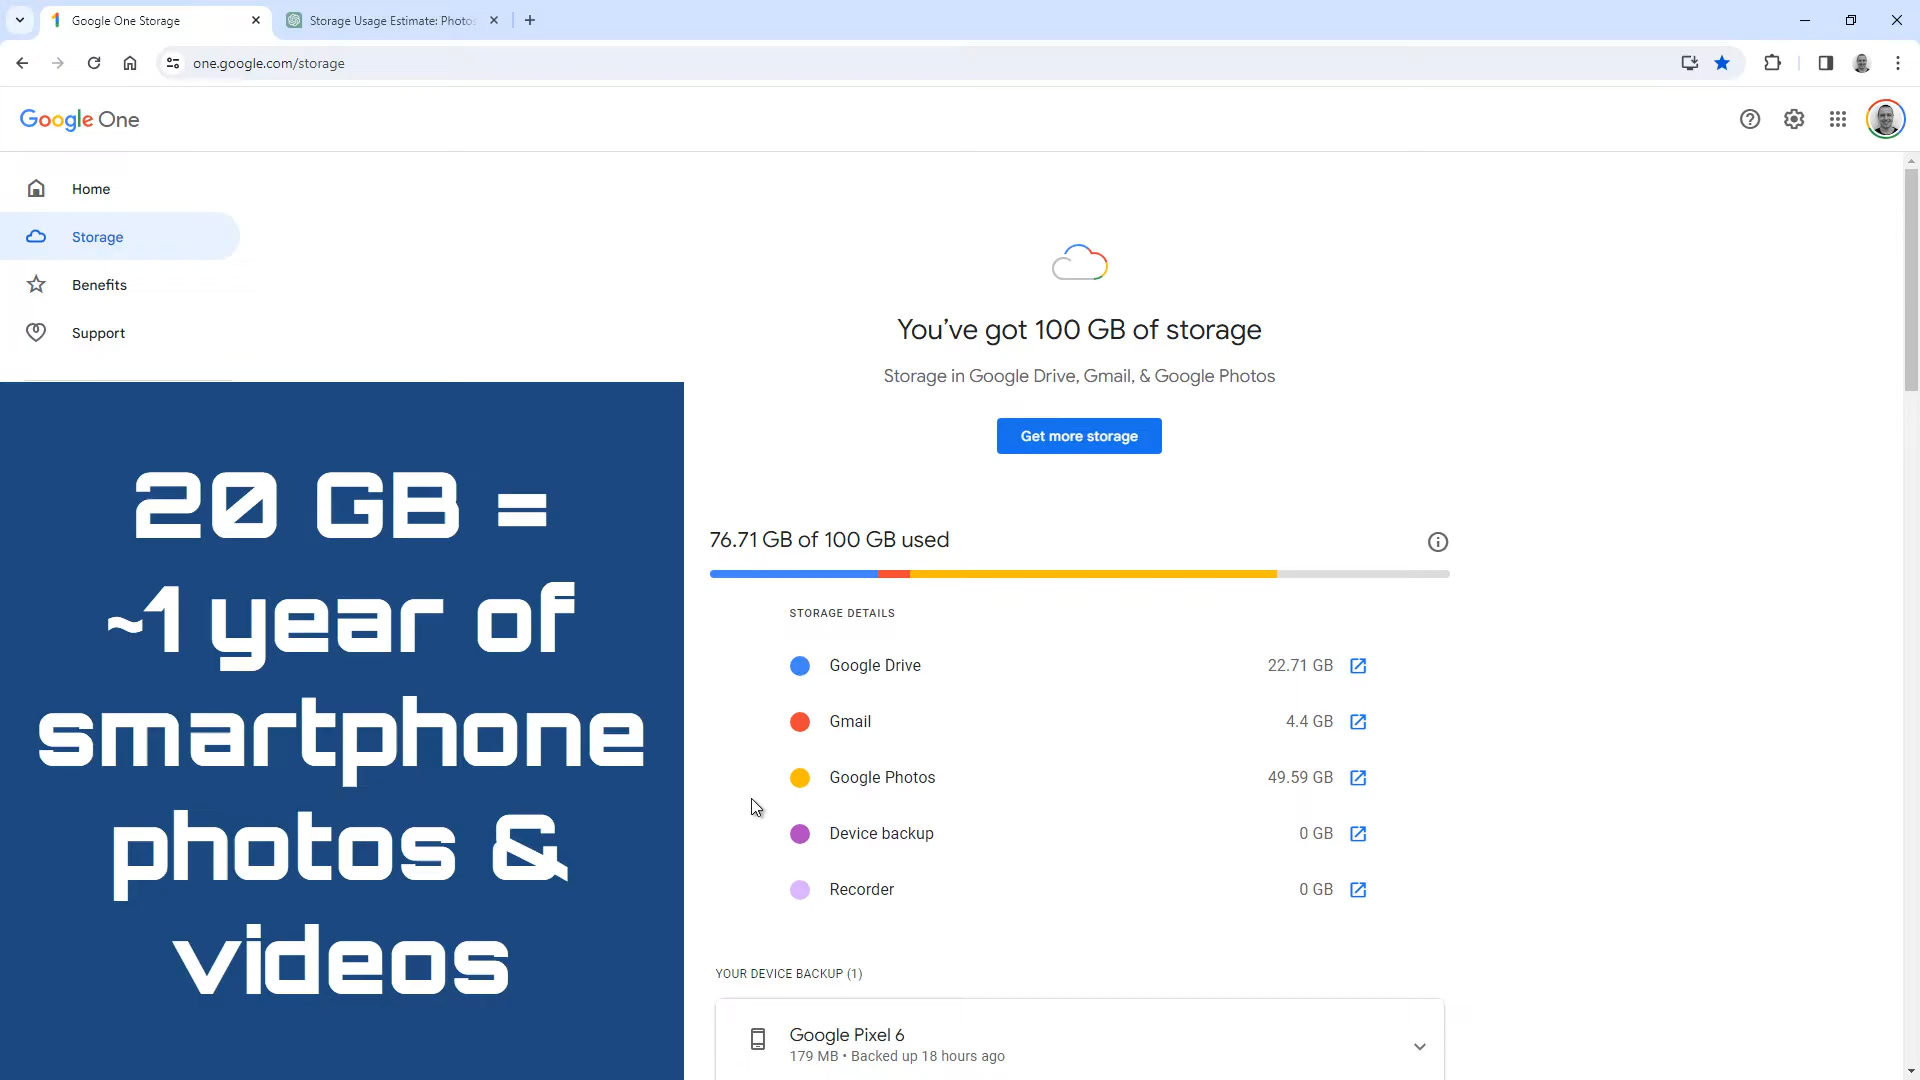 Google One Storage
Storage Usage Estimate: Photos
one.google.com/storage
Google One
Home
Storage
Benefits
Support
You've got 100 GB of storage
Storage in Google Drive, Gmail, & Google Photos
Get more storage
20 GB =
~1 year of
smartphone
photos &
videos
76.71 GB of 100 GB used
STORAGE DETAILS
Google Drive 22.71 GB
Gmail 4.4 GB
Google Photos 49.59 GB
Device backup 0 GB
Recorder 0 GB
YOUR DEVICE BACKUP (1)
Google Pixel 6
179 MB • Backed up 18 hours ago